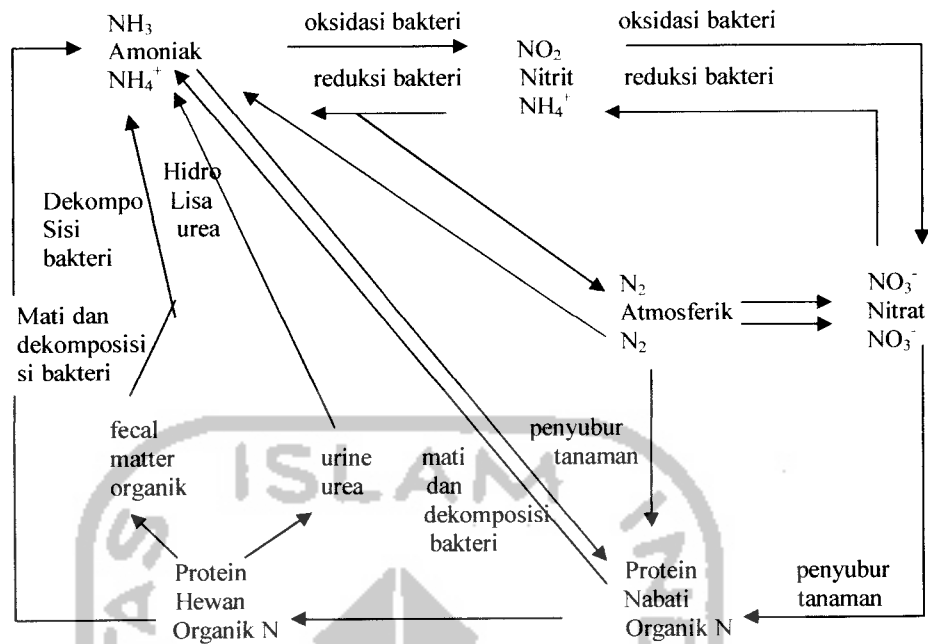 NH₃
Amoniak
NH₄⁺
oksidasi bakteri
reduksi bakteri
NO₂
Nitrit
NH₄⁺
oksidasi bakteri
reduksi bakteri
Hidro
Lisa
urea
Dekompo
Sisi
bakteri
N₂
Atmosferik
N₂
NO₃⁻
Nitrat
NO₃⁻
Mati dan
dekomposisi
si bakteri
fecal
matter
organik
urine
urea
mati
dan
dekomposisi
bakteri
penyubur
tanaman
Protein
Hewan
Organik N
Protein
Nabati
Organik N
penyubur
tanaman
ISLAM